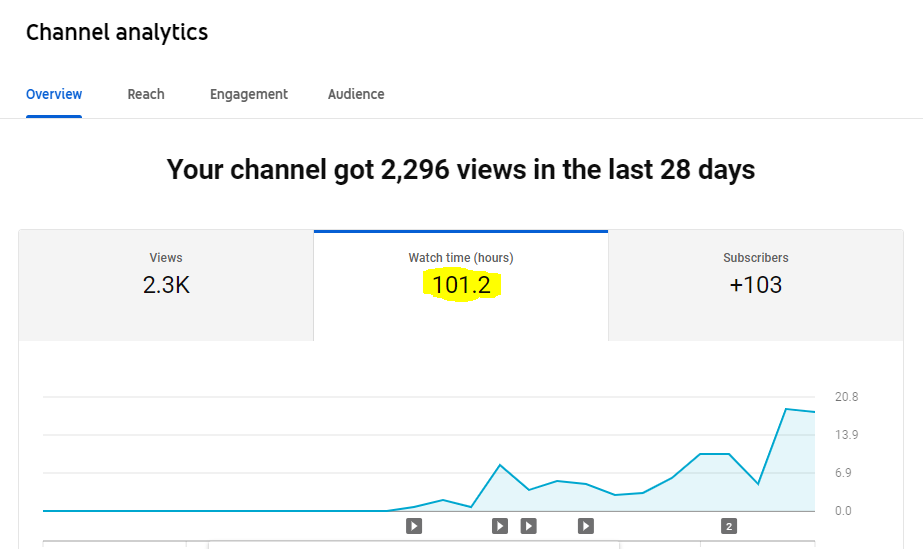 Channel analytics
Overview Reach Engagement Audience
Your channel got 2,296 views in the last 28 days
Views
2.3K
Watch time (hours)
101.2
Subscribers
+103
20.8
13.9
6.9
0.0
2